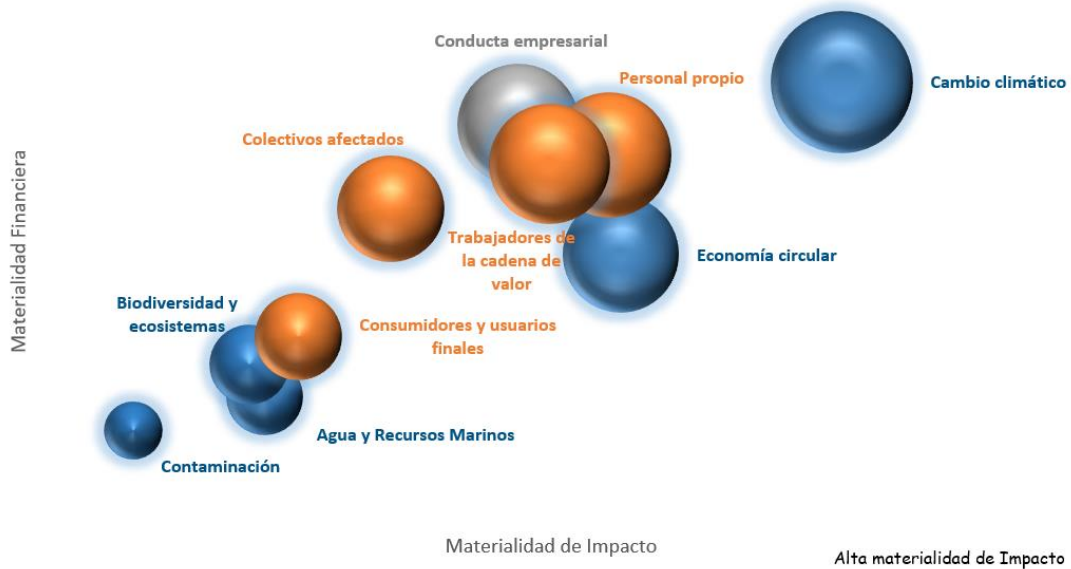 Conducta empresarial
Personal propio
Cambio climático
Colectivos afectados
Materialidad Financiera
Trabajadores de
la cadena de
valor
Economía circular
Biodiversidad y
ecosistemas
Consumidores y usuarios
finales
Agua y Recursos Marinos
Contaminación
Materialidad de Impacto
Alta materialidad de Impacto